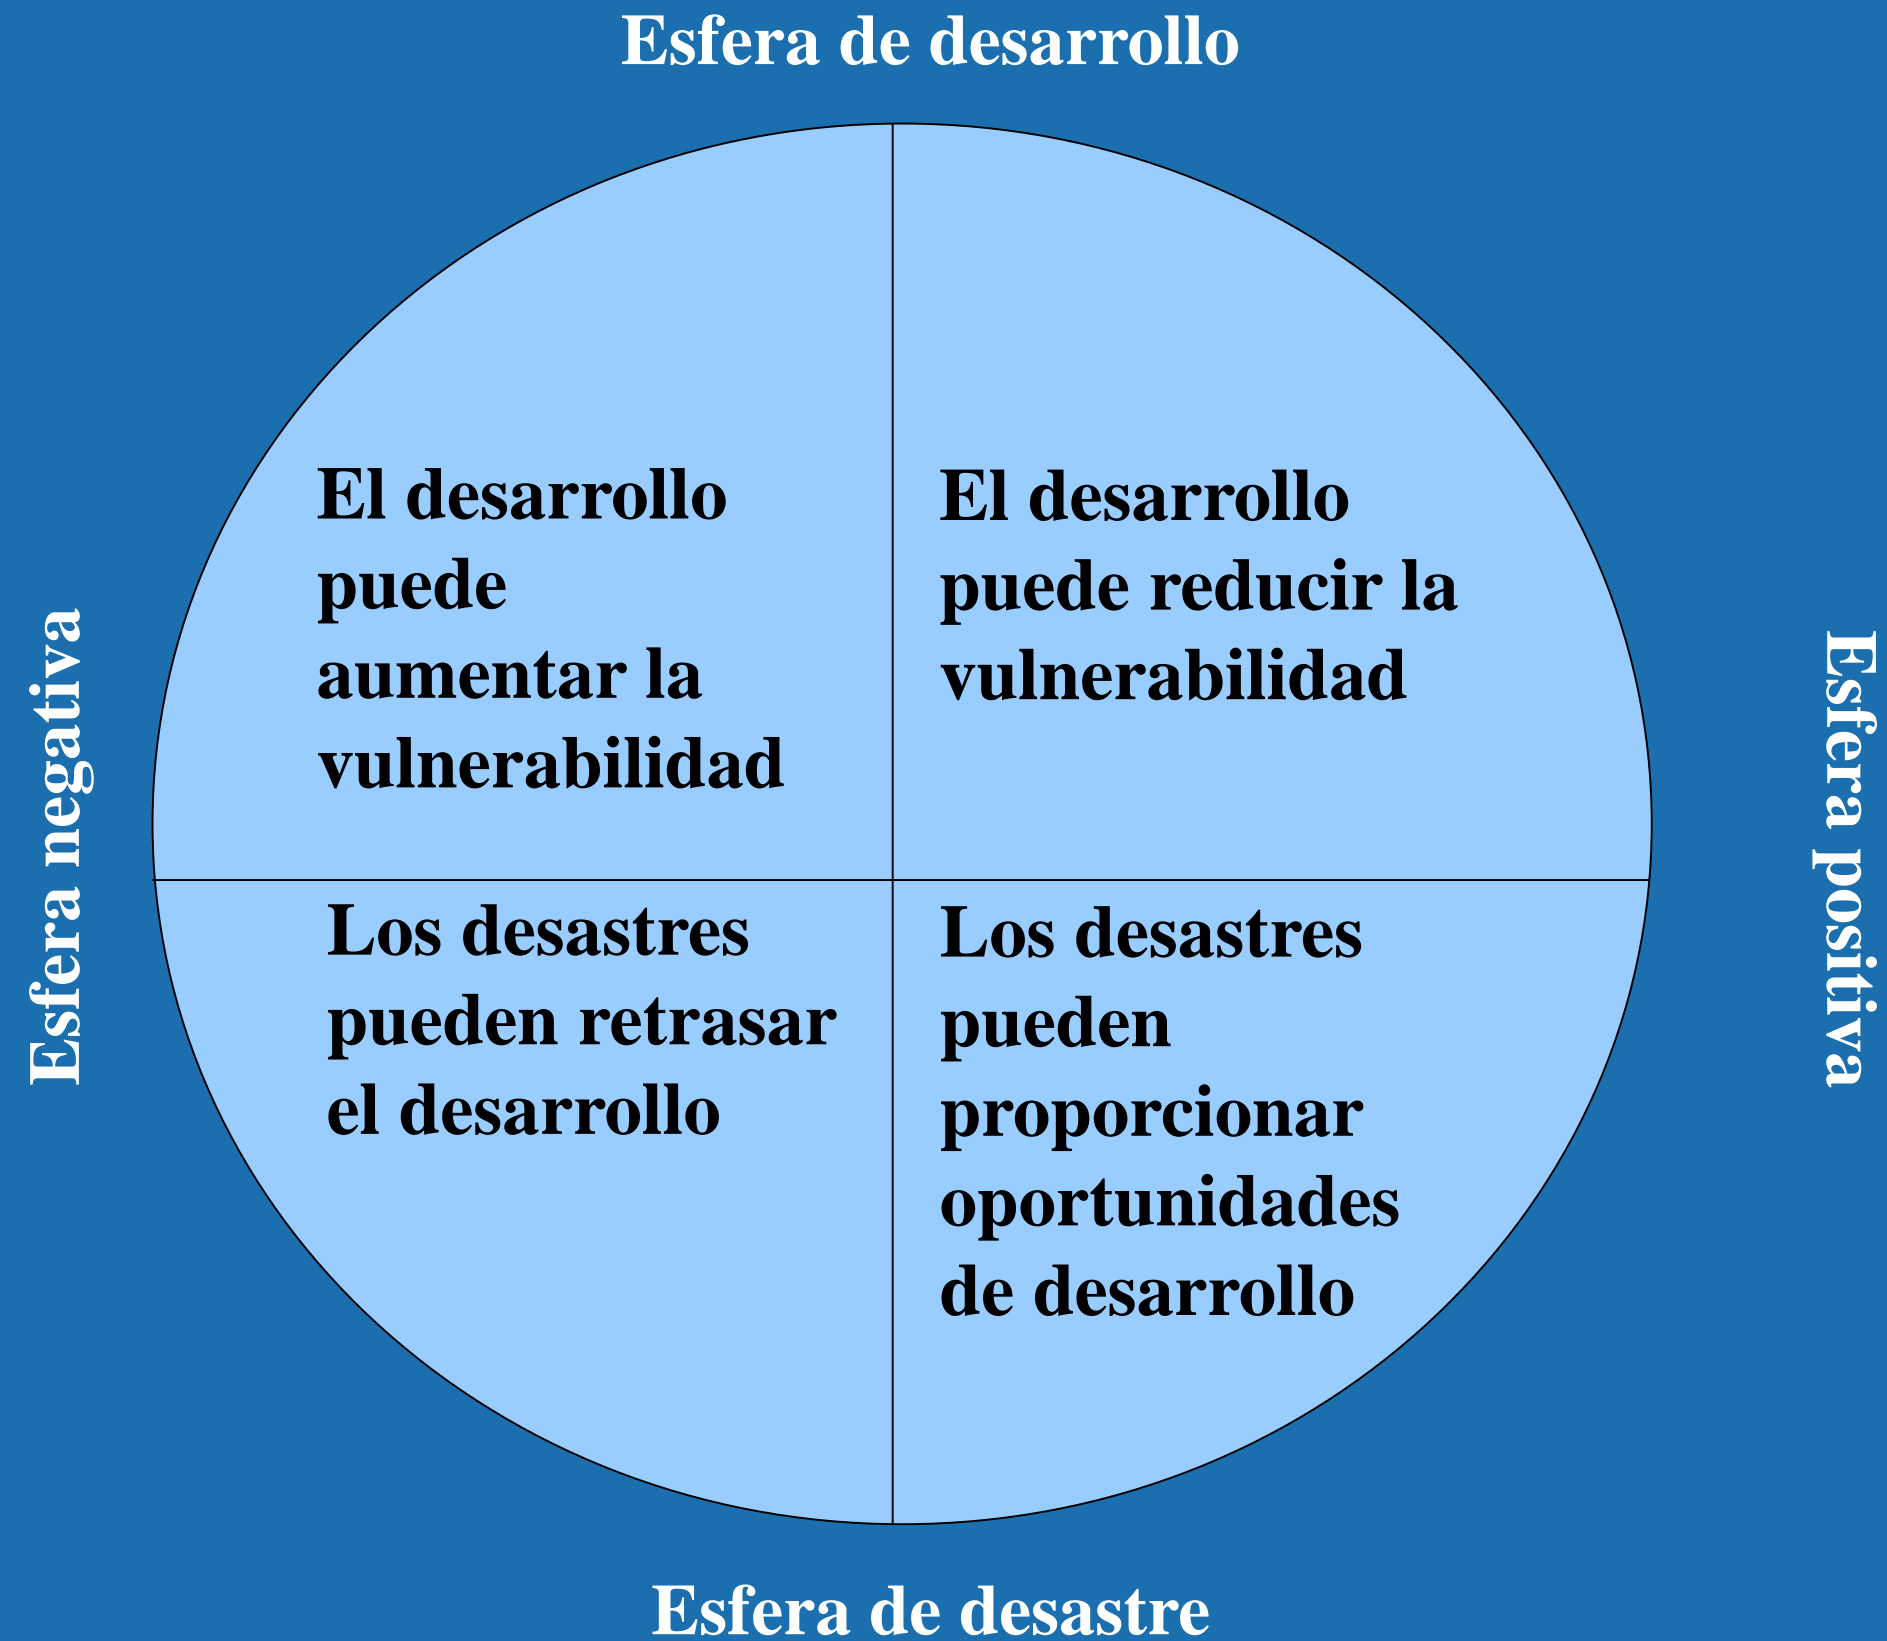 Esfera de desarrollo
El desarrollo
puede
aumentar la
vulnerabilidad
El desarrollo
puede reducir la
vulnerabilidad
Esfera negativa
Esfera positiva
Los desastres
pueden retrasar
el desarrollo
Los desastres
pueden
proporcionar
oportunidades
de desarrollo
Esfera de desastre